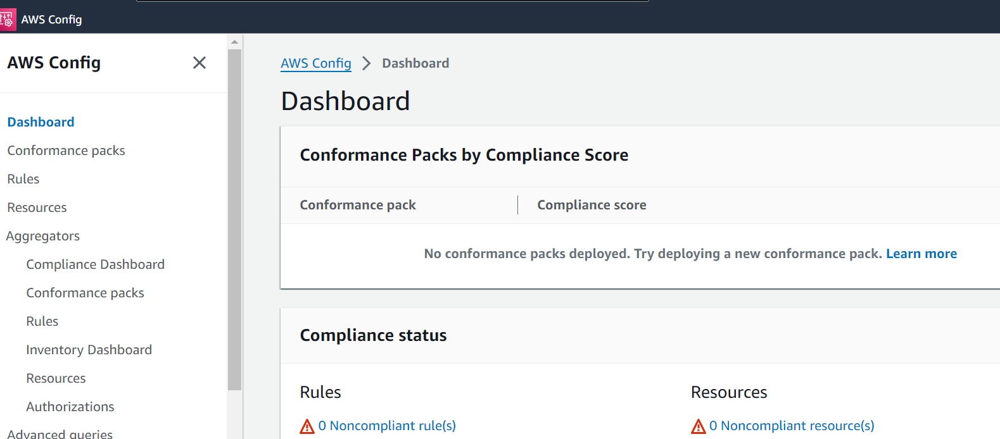 AWS Config
AWS Config
Dashboard
Conformance packs
Rules
Resources
Aggregators
Compliance Dashboard
Conformance packs
Rules
Inventory Dashboard
Resources
Authorizations
Advanced queries
AWS Config > Dashboard
Dashboard
Conformance Packs by Compliance Score
Conformance pack Compliance score
No conformance packs deployed. Try deploying a new conformance pack. Learn more
Compliance status
Rules Resources
0 Noncompliant rule(s) 0 Noncompliant resource(s)